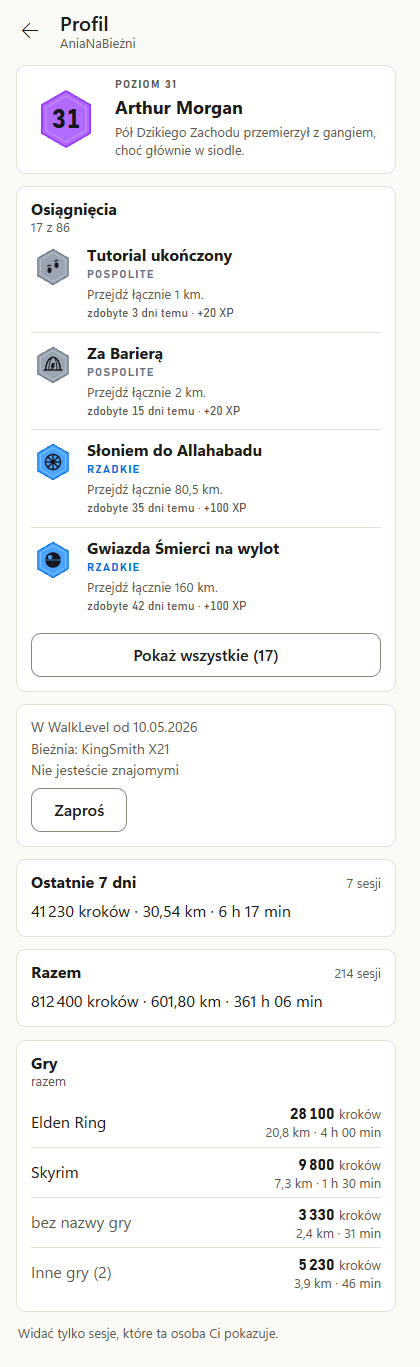 Profil
AniaNaBieżni
31
POZIOM 31
Arthur Morgan
Pół Dzikiego Zachodu przemierzył z gangiem,
choć głównie w siodle.
Osiągnięcia
17 z 86
Tutorial ukończony
POSPOLITE
Przejdź łącznie 1 km.
zdobyte 3 dni temu · +20 XP
Za Barierą
POSPOLITE
Przejdź łącznie 2 km.
zdobyte 15 dni temu · +20 XP
Słoniem do Allahabadu
RZADKIE
Przejdź łącznie 80,5 km.
zdobyte 35 dni temu · +100 XP
Gwiazda Śmierci na wylot
RZADKIE
Przejdź łącznie 160 km.
zdobyte 42 dni temu · +100 XP
Pokaż wszystkie (17)
W WalkLevel od 10.05.2026
Bieżnia: KingSmith X21
Nie jesteście znajomymi
Zaproś
Ostatnie 7 dni
7 sesji
41 230 kroków · 30,54 km · 6 h 17 min
Razem
214 sesji
812 400 kroków · 601,80 km · 361 h 06 min
Gry
razem
Elden Ring
28 100 kroków
20,8 km · 4 h 00 min
Skyrim
9 800 kroków
7,3 km · 1 h 30 min
bez nazwy gry
3 330 kroków
2,4 km · 31 min
Inne gry (2)
5 230 kroków
3,9 km · 46 min
Widać tylko sesje, które ta osoba Ci pokazuje.